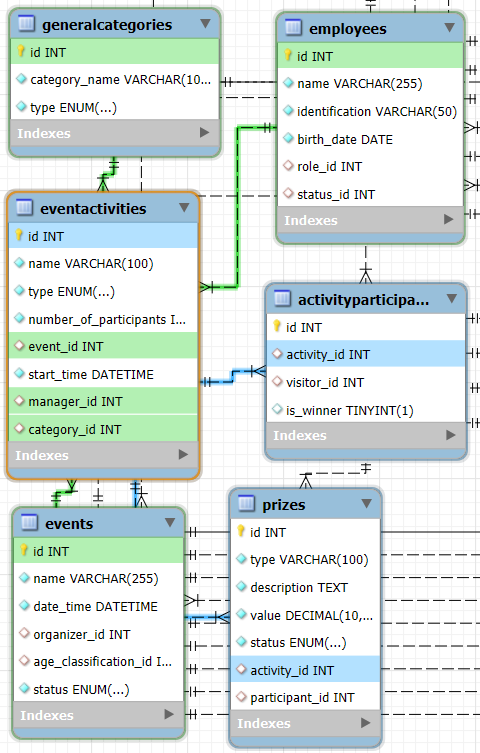 generalcategories
id INT
category_name VARCHAR(10...
type ENUM(...)
Indexes
employees
id INT
name VARCHAR(255)
identification VARCHAR(50)
birth_date DATE
role_id INT
status_id INT
Indexes
eventactivities
id INT
name VARCHAR(100)
type ENUM(...)
number_of_participants I...
event_id INT
start_time DATETIME
manager_id INT
category_id INT
Indexes
activityparticipa...
id INT
activity_id INT
visitor_id INT
is_winner TINYINT(1)
Indexes
events
id INT
name VARCHAR(255)
date_time DATETIME
organizer_id INT
age_classification_id I...
status ENUM(...)
Indexes
prizes
id INT
type VARCHAR(100)
description TEXT
value DECIMAL(10,...
status ENUM(...)
activity_id INT
participant_id INT
Indexes